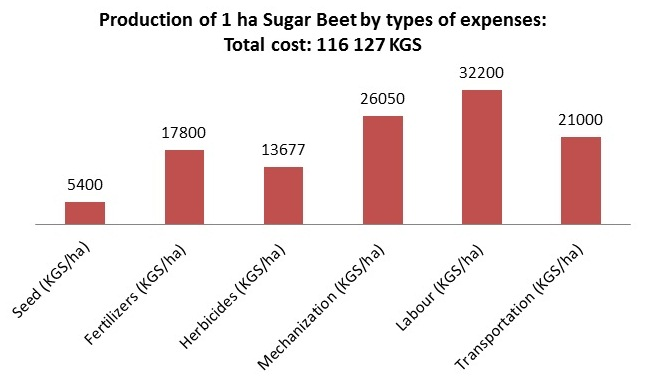 Production of 1 ha Sugar Beet by types of expenses:
Total cost: 116 127 KGS
5400
17800
13677
26050
32200
21000
Seed (KGS/ha)
Fertilizers (KGS/ha)
Herbicides (KGS/ha)
Mechanization (KGS/ha)
Labour (KGS/ha)
Transportation (KGS/ha)